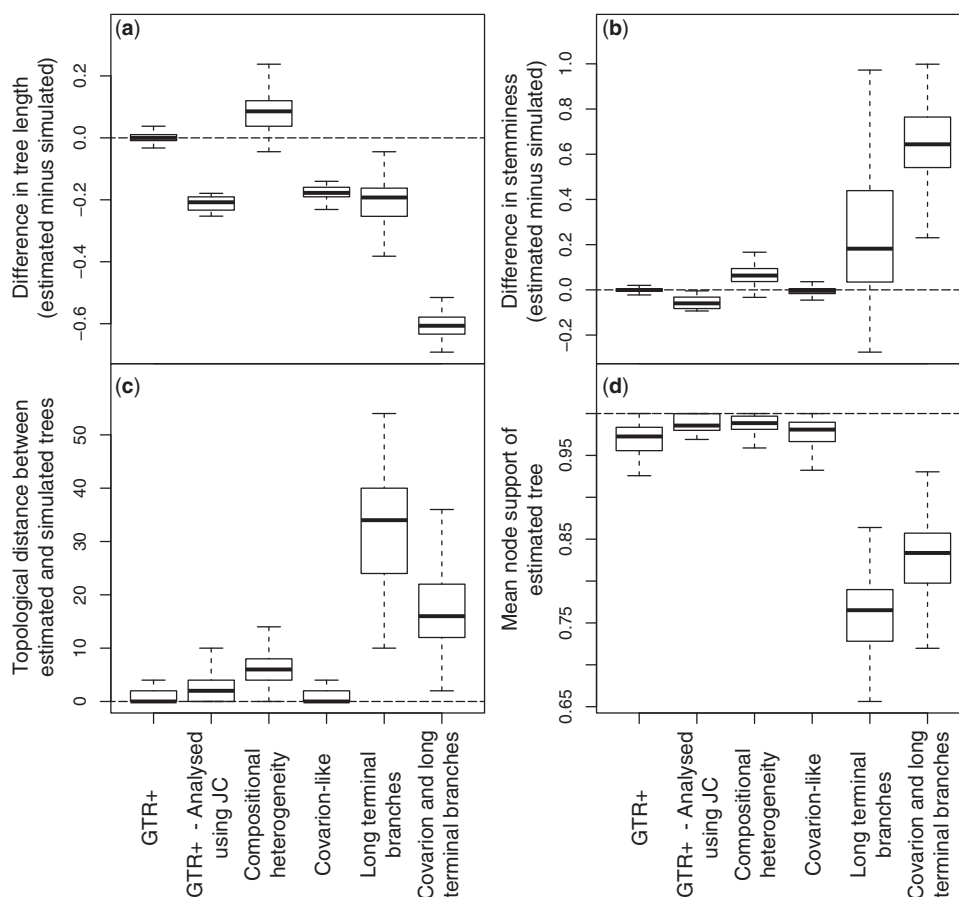 (a)
Difference in tree length
(estimated minus simulated)
0.2
0.0
−0.2
−0.4
−0.6
(b)
Difference in stemminess
(estimated minus simulated)
1.0
0.8
0.6
0.4
0.2
0.0
−0.2
(c)
Topological distance between
estimated and simulated trees
50
40
30
20
10
0
(d)
Mean node support of
estimated tree
0.95
0.85
0.75
0.65
GTR+
GTR+ - Analysed
using JC
Compositional
heterogeneity
Covarion-like
Long terminal
branches
Covarion and long
terminal branches
GTR+
GTR+ - Analysed
using JC
Compositional
heterogeneity
Covarion-like
Long terminal
branches
Covarion and long
terminal branches